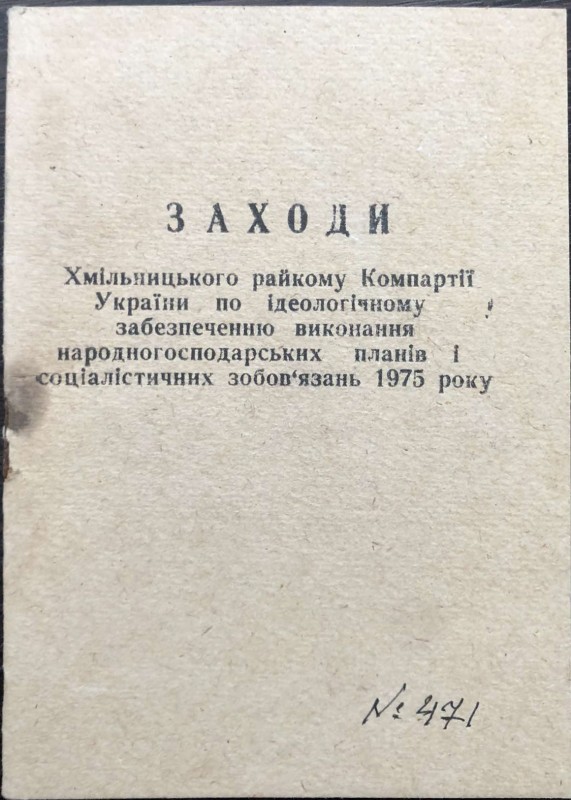 ЗАХОДИ
Хмільницького райкому Компартії
України по ідеологічному
забезпеченню виконання
народногосподарських планів і
соціалістичних зобов'язань 1975 року
№ 471